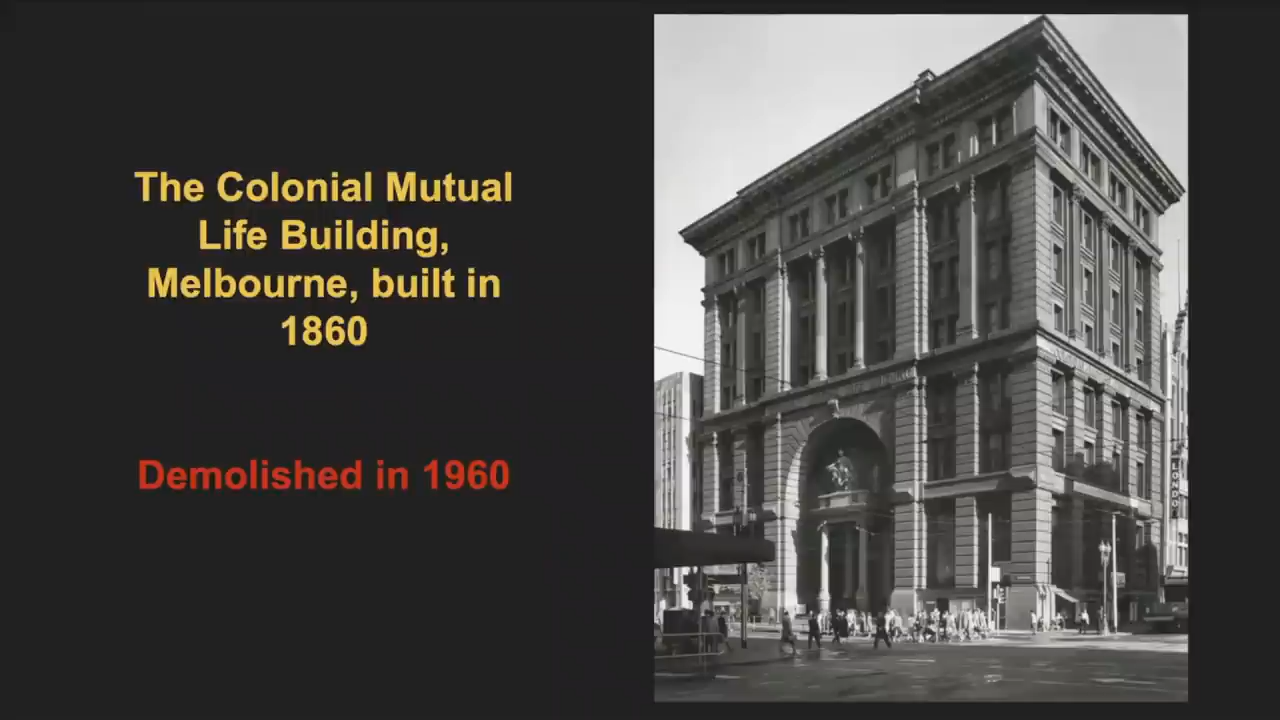 The Colonial Mutual
Life Building,
Melbourne, built in
1860
Demolished in 1960